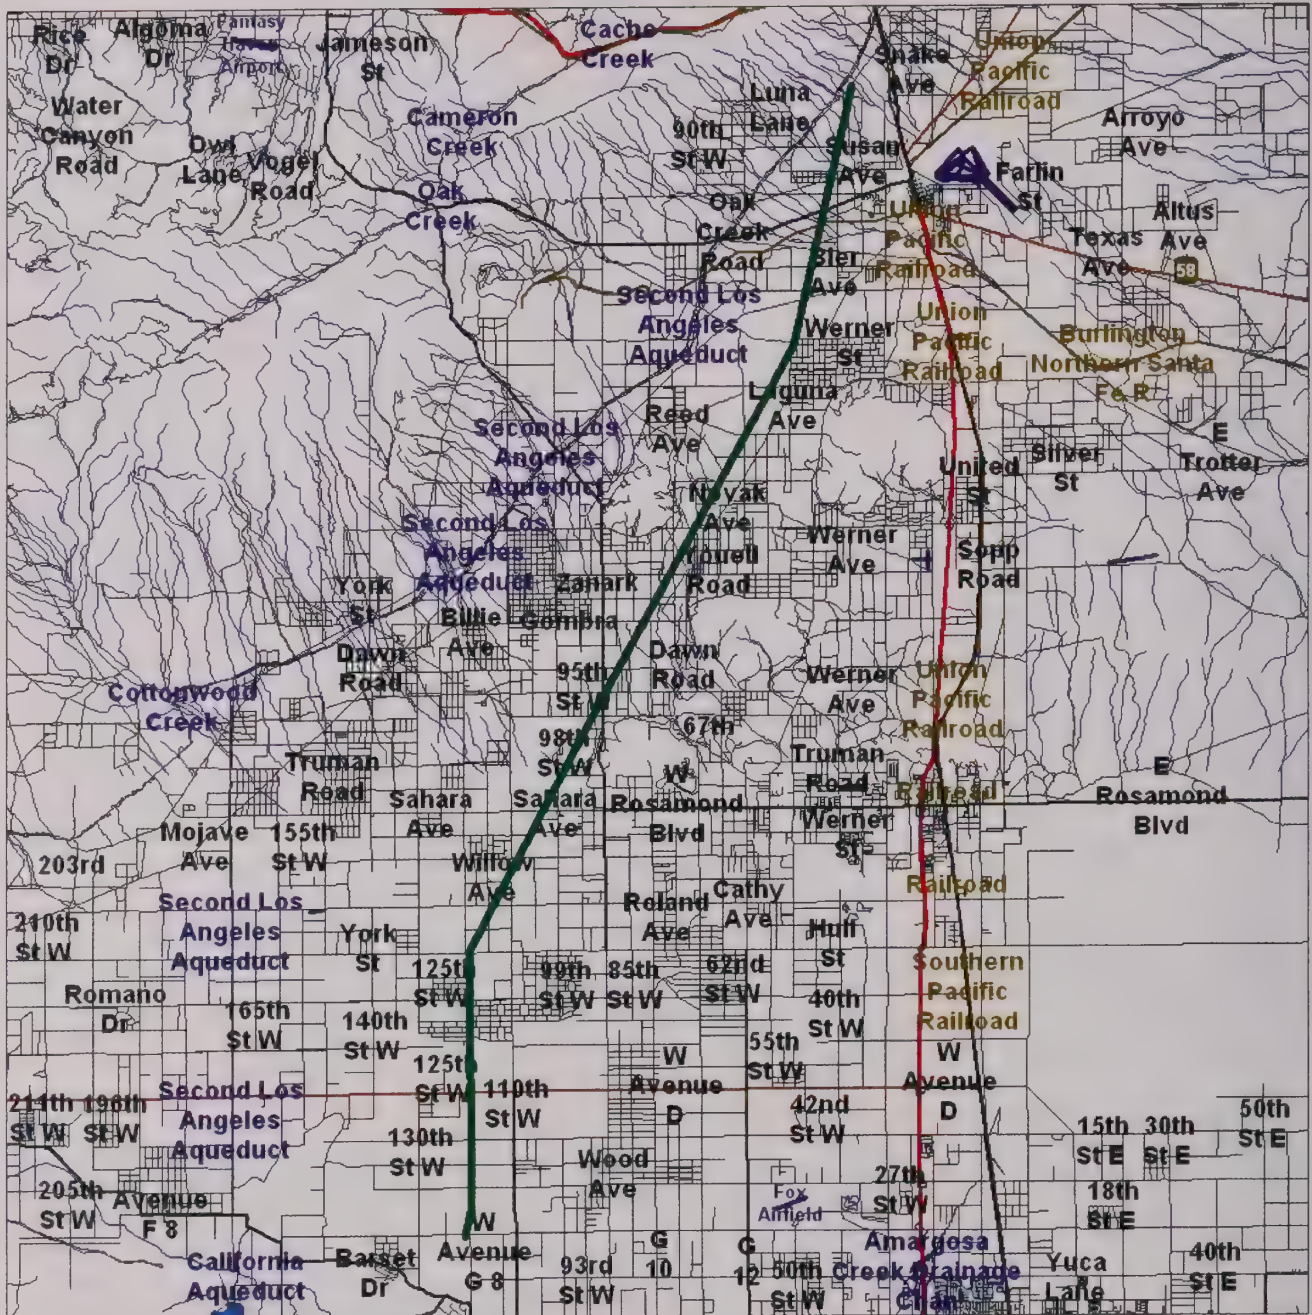 Rice
Dr
Algoma
Dr
Fantasy
Haven
Airport
Jameson
St
Cache
Creek
Snake
Ave
Union
Pacific
Railroad
Water
Canyon
Road
Owl
Lane
Vogel
Road
Cameron
Creek
Luna
Lane
90th
St W
Susan
Ave
Arroyo
Ave
Farlin
St
Oak
Creek
Oak
Creek
Road
Union
Pacific
Railroad
Altus
Ave
Texas
Ave
58
Bler
Ave
Second Los
Angeles
Aqueduct
Werner
St
Union
Pacific
Railroad
Burlington
Northern Santa
Fe R
Laguna
Ave
Reed
Ave
Second Los
Angeles
Aqueduct
United
St
Silver
St
E
Trotter
Ave
Novak
Ave
Second Los
Angeles
Aqueduct
Werner
Ave
Sopp
Road
Youell
Road
York
St
Zanark
Billie
Ave
Gombra
Dawn
Road
95th
St
Dawn
Road
Werner
Ave
Union
Pacific
Railroad
Cottonwood
Creek
67th
98th
St W
Truman
Road
Truman
Road
W
Rosamond
Blvd
Railroad
E
Rosamond
Blvd
Sahara
Ave
Sahara
Ave
Werner
St
Mojave
Ave
155th
St W
203rd
Willow
Ave
Railroad
Second Los
Angeles
Aqueduct
Roland
Ave
Cathy
Ave
210th
St W
York
St
Hull
St
125th
St W
99th
St W
85th
St W
62nd
St W
Southern
Pacific
Railroad
Romano
Dr
165th
St W
140th
St W
40th
St W
55th
St W
125th
St W
W
Avenue
D
W
Avenue
D
110th
St W
Second Los
Angeles
Aqueduct
211th
St W
196th
St W
42nd
St W
50th
St E
15th
St E
30th
St E
130th
St W
Wood
Ave
205th
St W
Avenue
F 8
Fox
Airfield
27th
St W
18th
St E
W
Avenue
G 8
California
Aqueduct
Barset
Dr
93rd
St W
G
10
G
12
50th
St W
Amargosa
Creek Drainage
Chan
Yuca
Lane
40th
St E